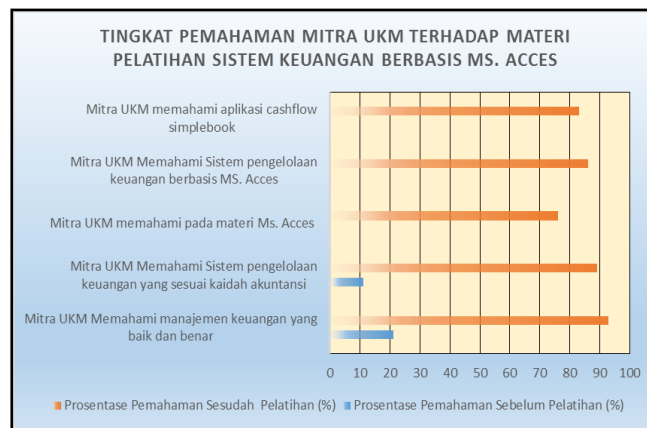 TINGKAT PEMAHAMAN MITRA UKM TERHADAP MATERI
PELATIHAN SISTEM KEUANGAN BERBASIS MS. ACCES
Mitra UKM memahami aplikasi cashflow
simplebook
Mitra UKM Memahami Sistem pengelolaan
keuangan berbasis MS. Acces
Mitra UKM memahami pada materi Ms. Acces
Mitra UKM Memahami Sistem pengelolaan
keuangan yang sesuai kaidah akuntansi
Mitra UKM Memahami manajemen keuangan yang
baik dan benar
0 10 20 30 40 50 60 70 80 90 100
Prosentase Pemahaman Sesudah Pelatihan (%) Prosentase Pemahaman Sebelum Pelatihan (%)